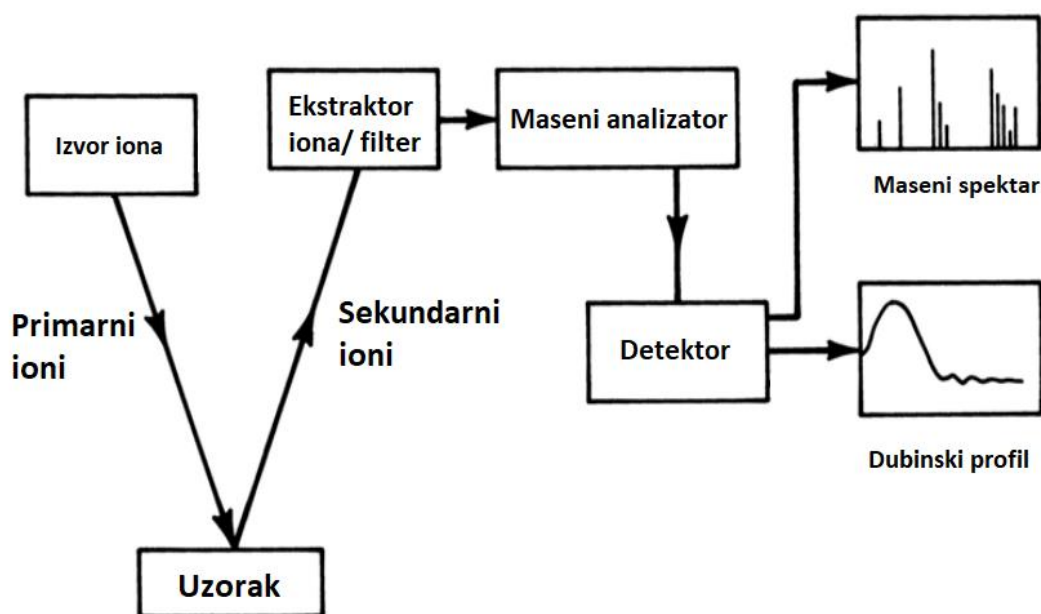 Izvor iona
Ekstraktor
iona/ filter
Maseni analizator
Maseni spektar
Primarni
ioni
Sekundarni
ioni
Detektor
Dubinski profil
Uzorak